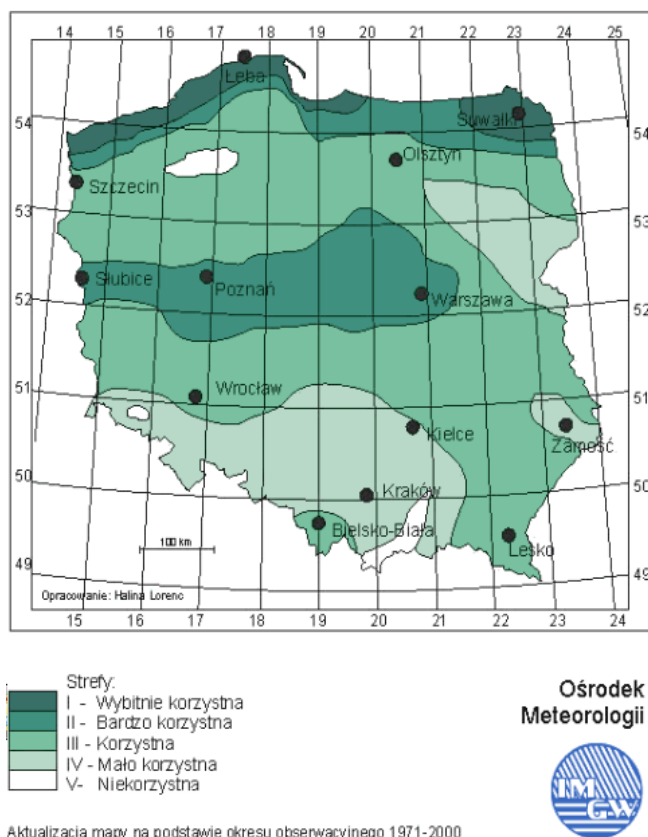 14 15 16 17 18 19 20 21 22 23 24 25
Łeba
54
Suwałki
54
Olsztyn
Szczecin
53
53
Słubice
Poznań
52
Warszawa
52
51
Wrocław
51
Kielce
Zamość
50
Kraków
50
Bielsko-Biała
100 km
Lesko
49
49
Opracowanie: Halina Lorenc
15 16 17 18 19 20 21 22 23 24
Strefy:
I - Wybitnie korzystna
II - Bardzo korzystna
III - Korzystna
IV - Mało korzystna
V- Niekorzystna
Ośrodek
Meteorologii
IMGW
Aktualizacja mapy na podstawie okresu obserwacyjnego 1971-2000